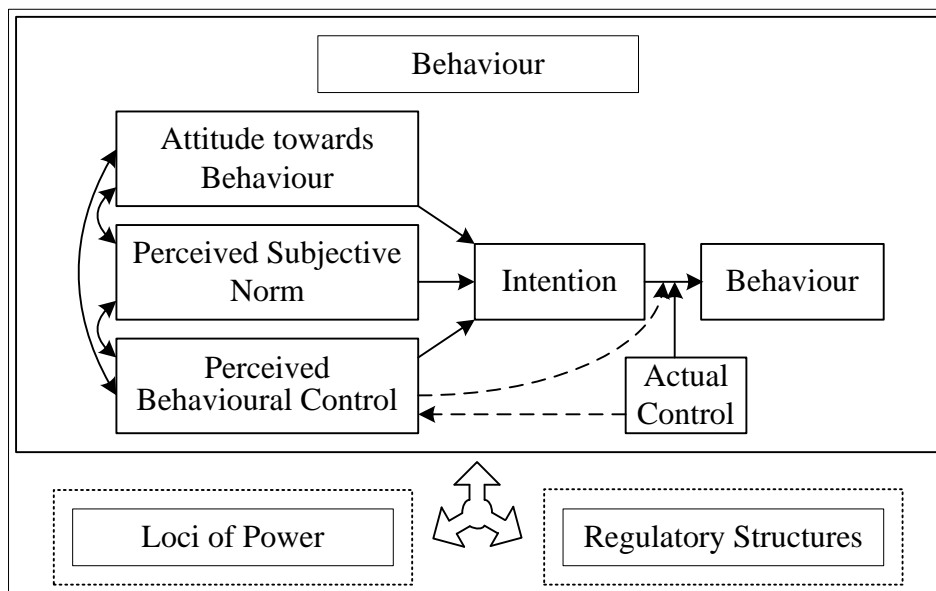 Behaviour
Attitude towards
Behaviour
Perceived Subjective
Norm
Perceived
Behavioural Control
Intention
Behaviour
Actual
Control
Loci of Power
Regulatory Structures